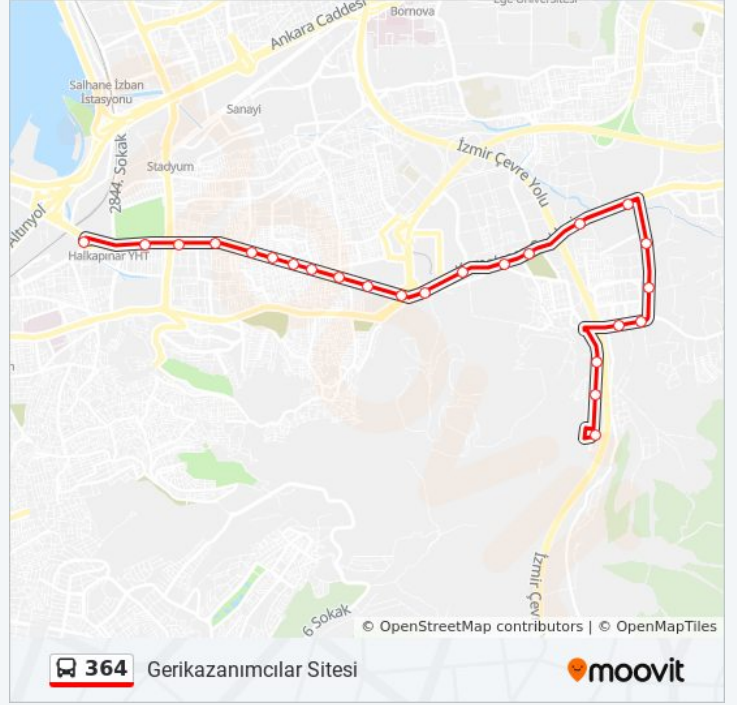 Ege Üniversitesi
Bornova
Ankara Caddesi
Salhane İzban
İstasyonu
Sanayi
2844. Sokak
Stadyum
İzmir Çevre Yolu
Altınyol
Halkapınar YHT
İzmir Çev
6 Sokak
© OpenStreetMap contributors | © OpenMapTiles
364 Gerikazanımcılar Sitesi
moovit